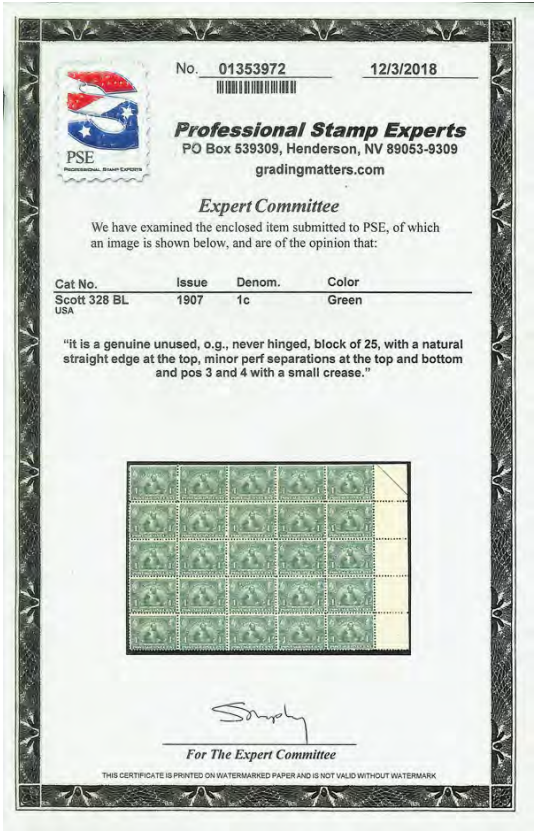 No. 01353972 12/3/2018
PSE
PROFESSIONAL STAMP EXPERTS
Professional Stamp Experts
PO Box 539309, Henderson, NV 89053-9309
gradingmatters.com
Expert Committee
We have examined the enclosed item submitted to PSE, of which
an image is shown below, and are of the opinion that:
Cat No. Issue Denom. Color
Scott 328 BL 1907 1c Green
USA
“it is a genuine unused, o.g., never hinged, block of 25, with a natural
straight edge at the top, minor perf separations at the top and bottom
and pos 3 and 4 with a small crease.”
For The Expert Committee
THIS CERTIFICATE IS PRINTED ON WATERMARKED PAPER AND IS NOT VALID WITHOUT WATERMARK